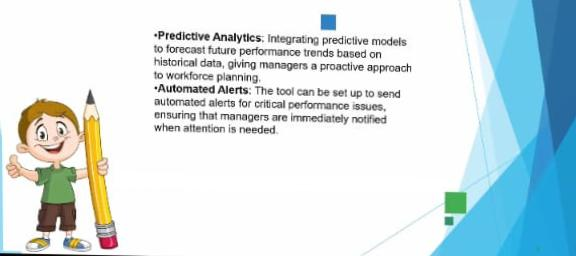 •Predictive Analytics: Integrating predictive models
to forecast future performance trends based on
historical data, giving managers a proactive approach
to workforce planning.
•Automated Alerts: The tool can be set up to send
automated alerts for critical performance issues,
ensuring that managers are immediately notified
when attention is needed.